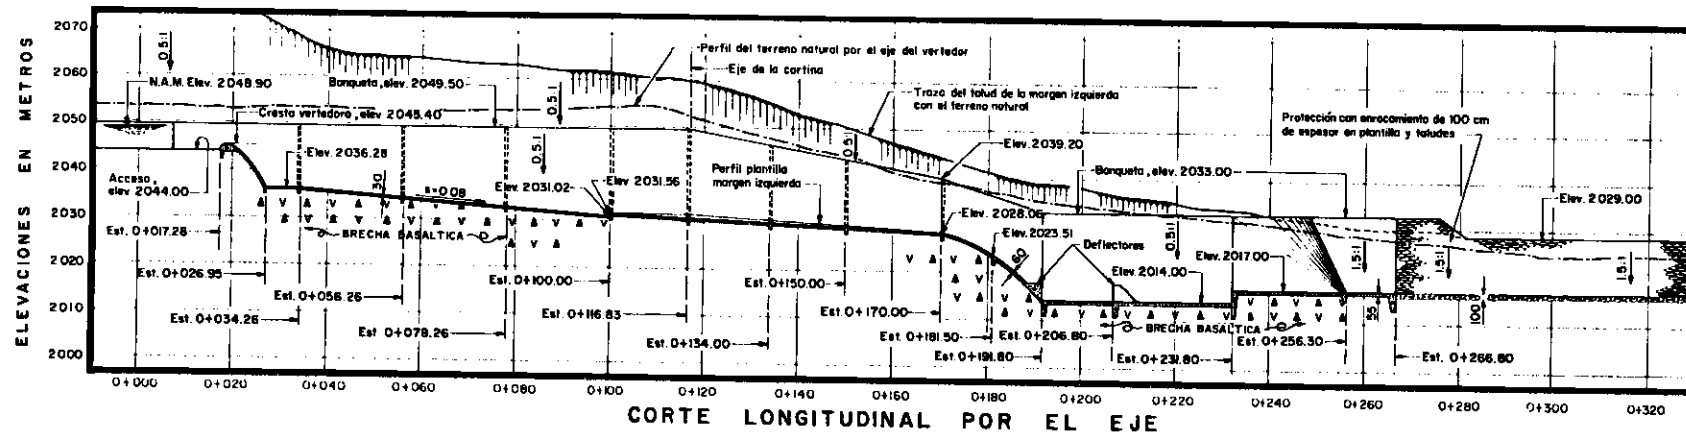 ELEVACIONES EN METROS
2070
2060
2050
2040
2030
2020
2010
2000
0.5:1
N.A.M. Elev. 2048.90
Banqueta, elev. 2049.50
Cresta vertedora, elev 2045.40
Perfil del terreno natural por el eje del vertedor
Eje de la cortina
0.5:1
Traza del talud de la margen izquierda
con el terreno natural
Protección con enrocamiento de 100 cm
de espesor en plantilla y taludes
Elev. 2036.28
0.5:1
0.5:1
Elev. 2039.20
Acceso,
elev 2044.00
30
s=0.08
Elev. 2031.02
Elev 2031.56
Perfil plantilla
margen izquierda
Banqueta, elev. 2033.00
Elev. 2029.00
Elev. 2028.06
Elev. 2023.51
Deflectores
0.5:1
Elev. 2017.00
Elev. 2014.00
60
1.5:1
1.5:1
1.5:1
Est. 0+017.28
BRECHA BASALTICA
Est. 0+026.95
Est. 0+034.26
Est. 0+056.26
Est. 0+078.26
Est. 0+100.00
Est. 0+116.83
Est. 0+134.00
Est. 0+150.00
Est. 0+170.00
Est. 0+181.50
Est. 0+191.80
Est. 0+206.80
BRECHA BASALTICA
Est. 0+231.80
Est. 0+256.30
55
100
Est. 0+266.80
0+000
0+020
0+040
0+060
0+080
0+100
0+120
0+140
0+160
0+180
0+200
0+220
0+240
0+260
0+280
0+300
0+320
CORTE LONGITUDINAL POR EL EJE